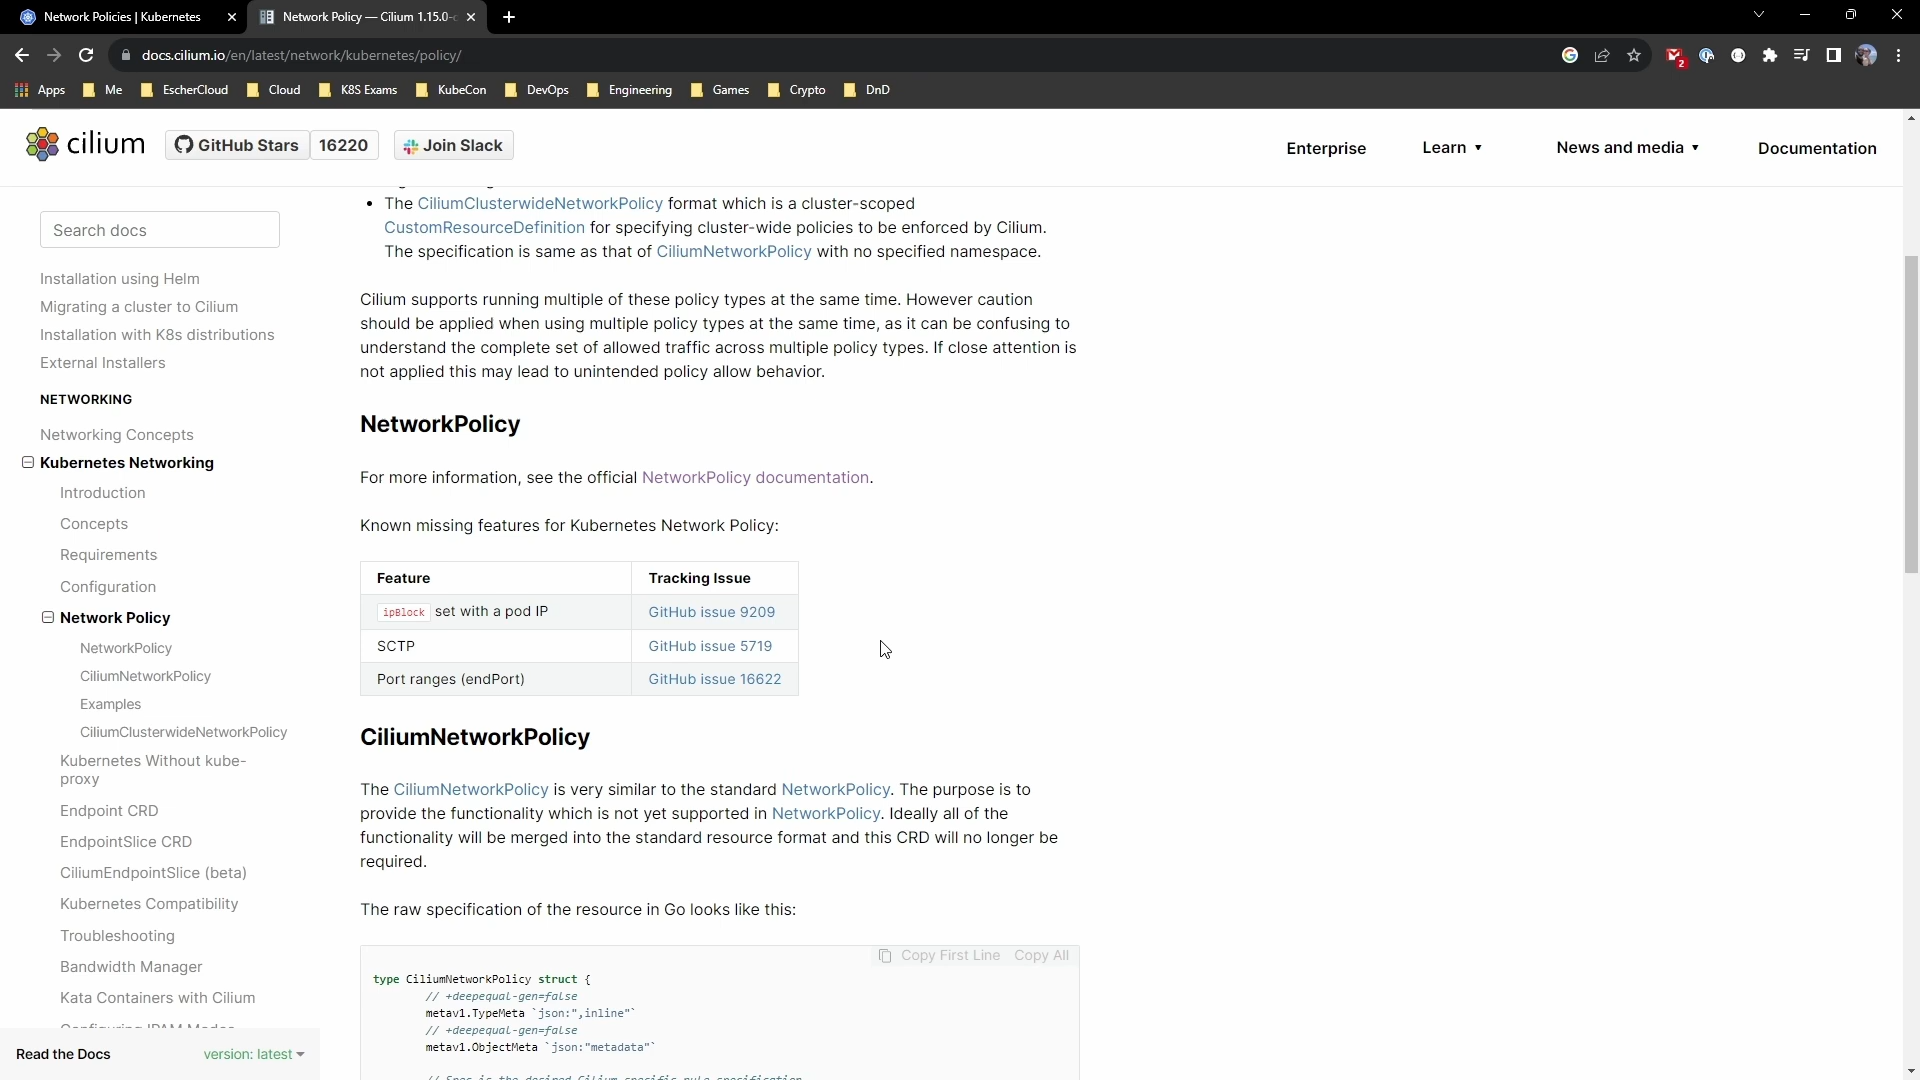 Network Policies | Kubernetes
Network Policy — Cilium 1.15.0-
docs.cilium.io/en/latest/network/kubernetes/policy/
2
Apps
Me
EscherCloud
Cloud
K8S Exams
KubeCon
DevOps
Engineering
Games
Crypto
DnD
cilium
GitHub Stars
16220
Join Slack
Enterprise
Learn
News and media
Documentation
Search docs
Installation using Helm
Migrating a cluster to Cilium
Installation with K8s distributions
External Installers
NETWORKING
Networking Concepts
Kubernetes Networking
Introduction
Concepts
Requirements
Configuration
Network Policy
NetworkPolicy
CiliumNetworkPolicy
Examples
CiliumClusterwideNetworkPolicy
Kubernetes Without kube-
proxy
Endpoint CRD
EndpointSlice CRD
CiliumEndpointSlice (beta)
Kubernetes Compatibility
Troubleshooting
Bandwidth Manager
Kata Containers with Cilium
Configuring IPAM Modes
Read the Docs
version: latest
• The CiliumClusterwideNetworkPolicy format which is a cluster-scoped
CustomResourceDefinition for specifying cluster-wide policies to be enforced by Cilium.
The specification is same as that of CiliumNetworkPolicy with no specified namespace.
Cilium supports running multiple of these policy types at the same time. However caution
should be applied when using multiple policy types at the same time, as it can be confusing to
understand the complete set of allowed traffic across multiple policy types. If close attention is
not applied this may lead to unintended policy allow behavior.
NetworkPolicy
For more information, see the official NetworkPolicy documentation.
Known missing features for Kubernetes Network Policy:
Feature
Tracking Issue
ipBlock set with a pod IP
GitHub issue 9209
SCTP
GitHub issue 5719
Port ranges (endPort)
GitHub issue 16622
CiliumNetworkPolicy
The CiliumNetworkPolicy is very similar to the standard NetworkPolicy. The purpose is to
provide the functionality which is not yet supported in NetworkPolicy. Ideally all of the
functionality will be merged into the standard resource format and this CRD will no longer be
required.
The raw specification of the resource in Go looks like this:
Copy First Line
Copy All
type CiliumNetworkPolicy struct {
// +deepequal-gen=false
metav1.TypeMeta `json:",inline"`
// +deepequal-gen=false
metav1.ObjectMeta `json:"metadata"`
// Spec is the desired Cilium specific rule specification